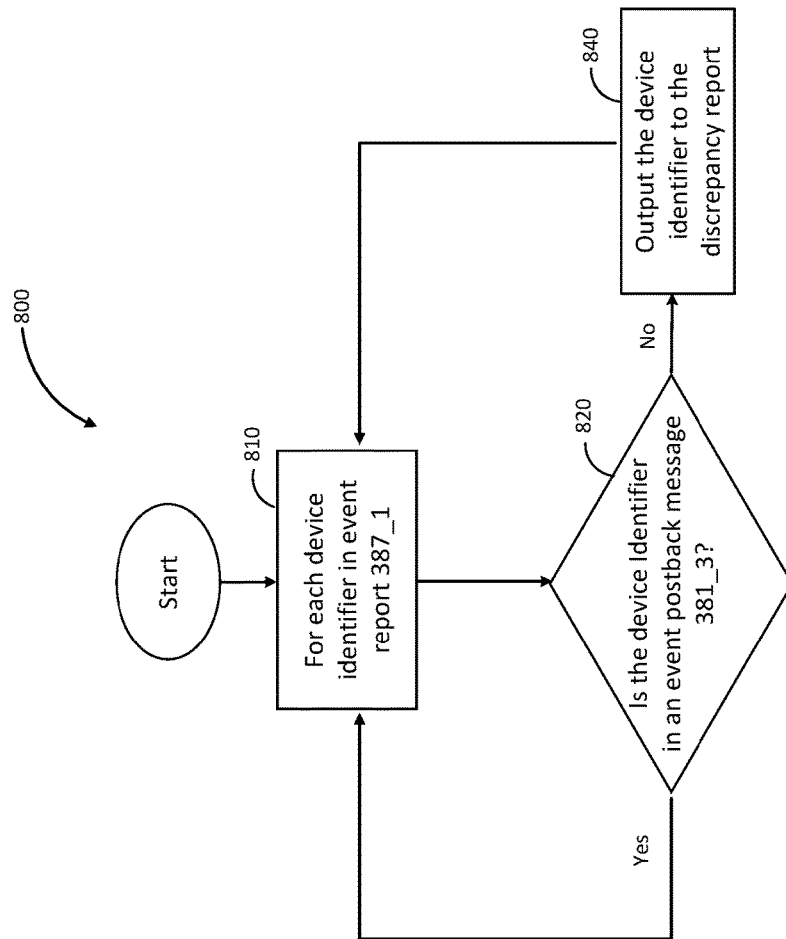 800
Start
810
For each device
identifier in event
report 387_1
820
Is the device Identifier
in an event postback message
381_3?
Yes
No
840
Output the device
identifier to the
discrepancy report